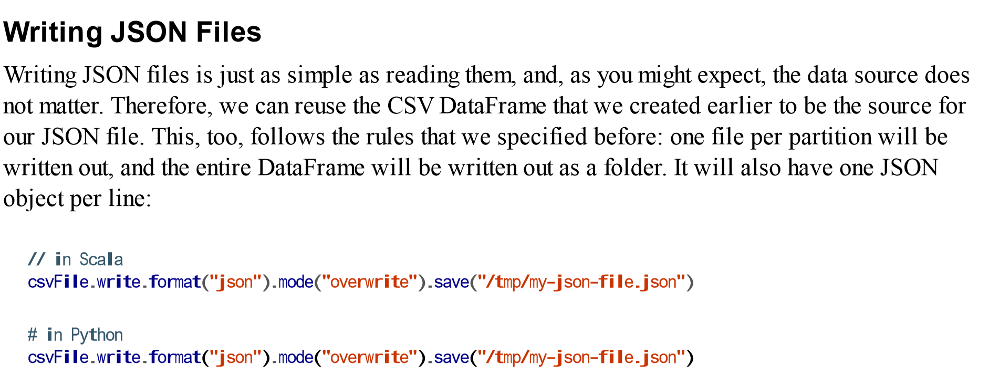 Writing JSON Files
Writing JSON files is just as simple as reading them, and, as you might expect, the data source does
not matter. Therefore, we can reuse the CSV DataFrame that we created earlier to be the source for
our JSON file. This, too, follows the rules that we specified before: one file per partition will be
written out, and the entire DataFrame will be written out as a folder. It will also have one JSON
object per line:
// in Scala
csvFile.write.format("json").mode("overwrite").save("/tmp/my-json-file.json")
# in Python
csvFile.write.format("json").mode("overwrite").save("/tmp/my-json-file.json")